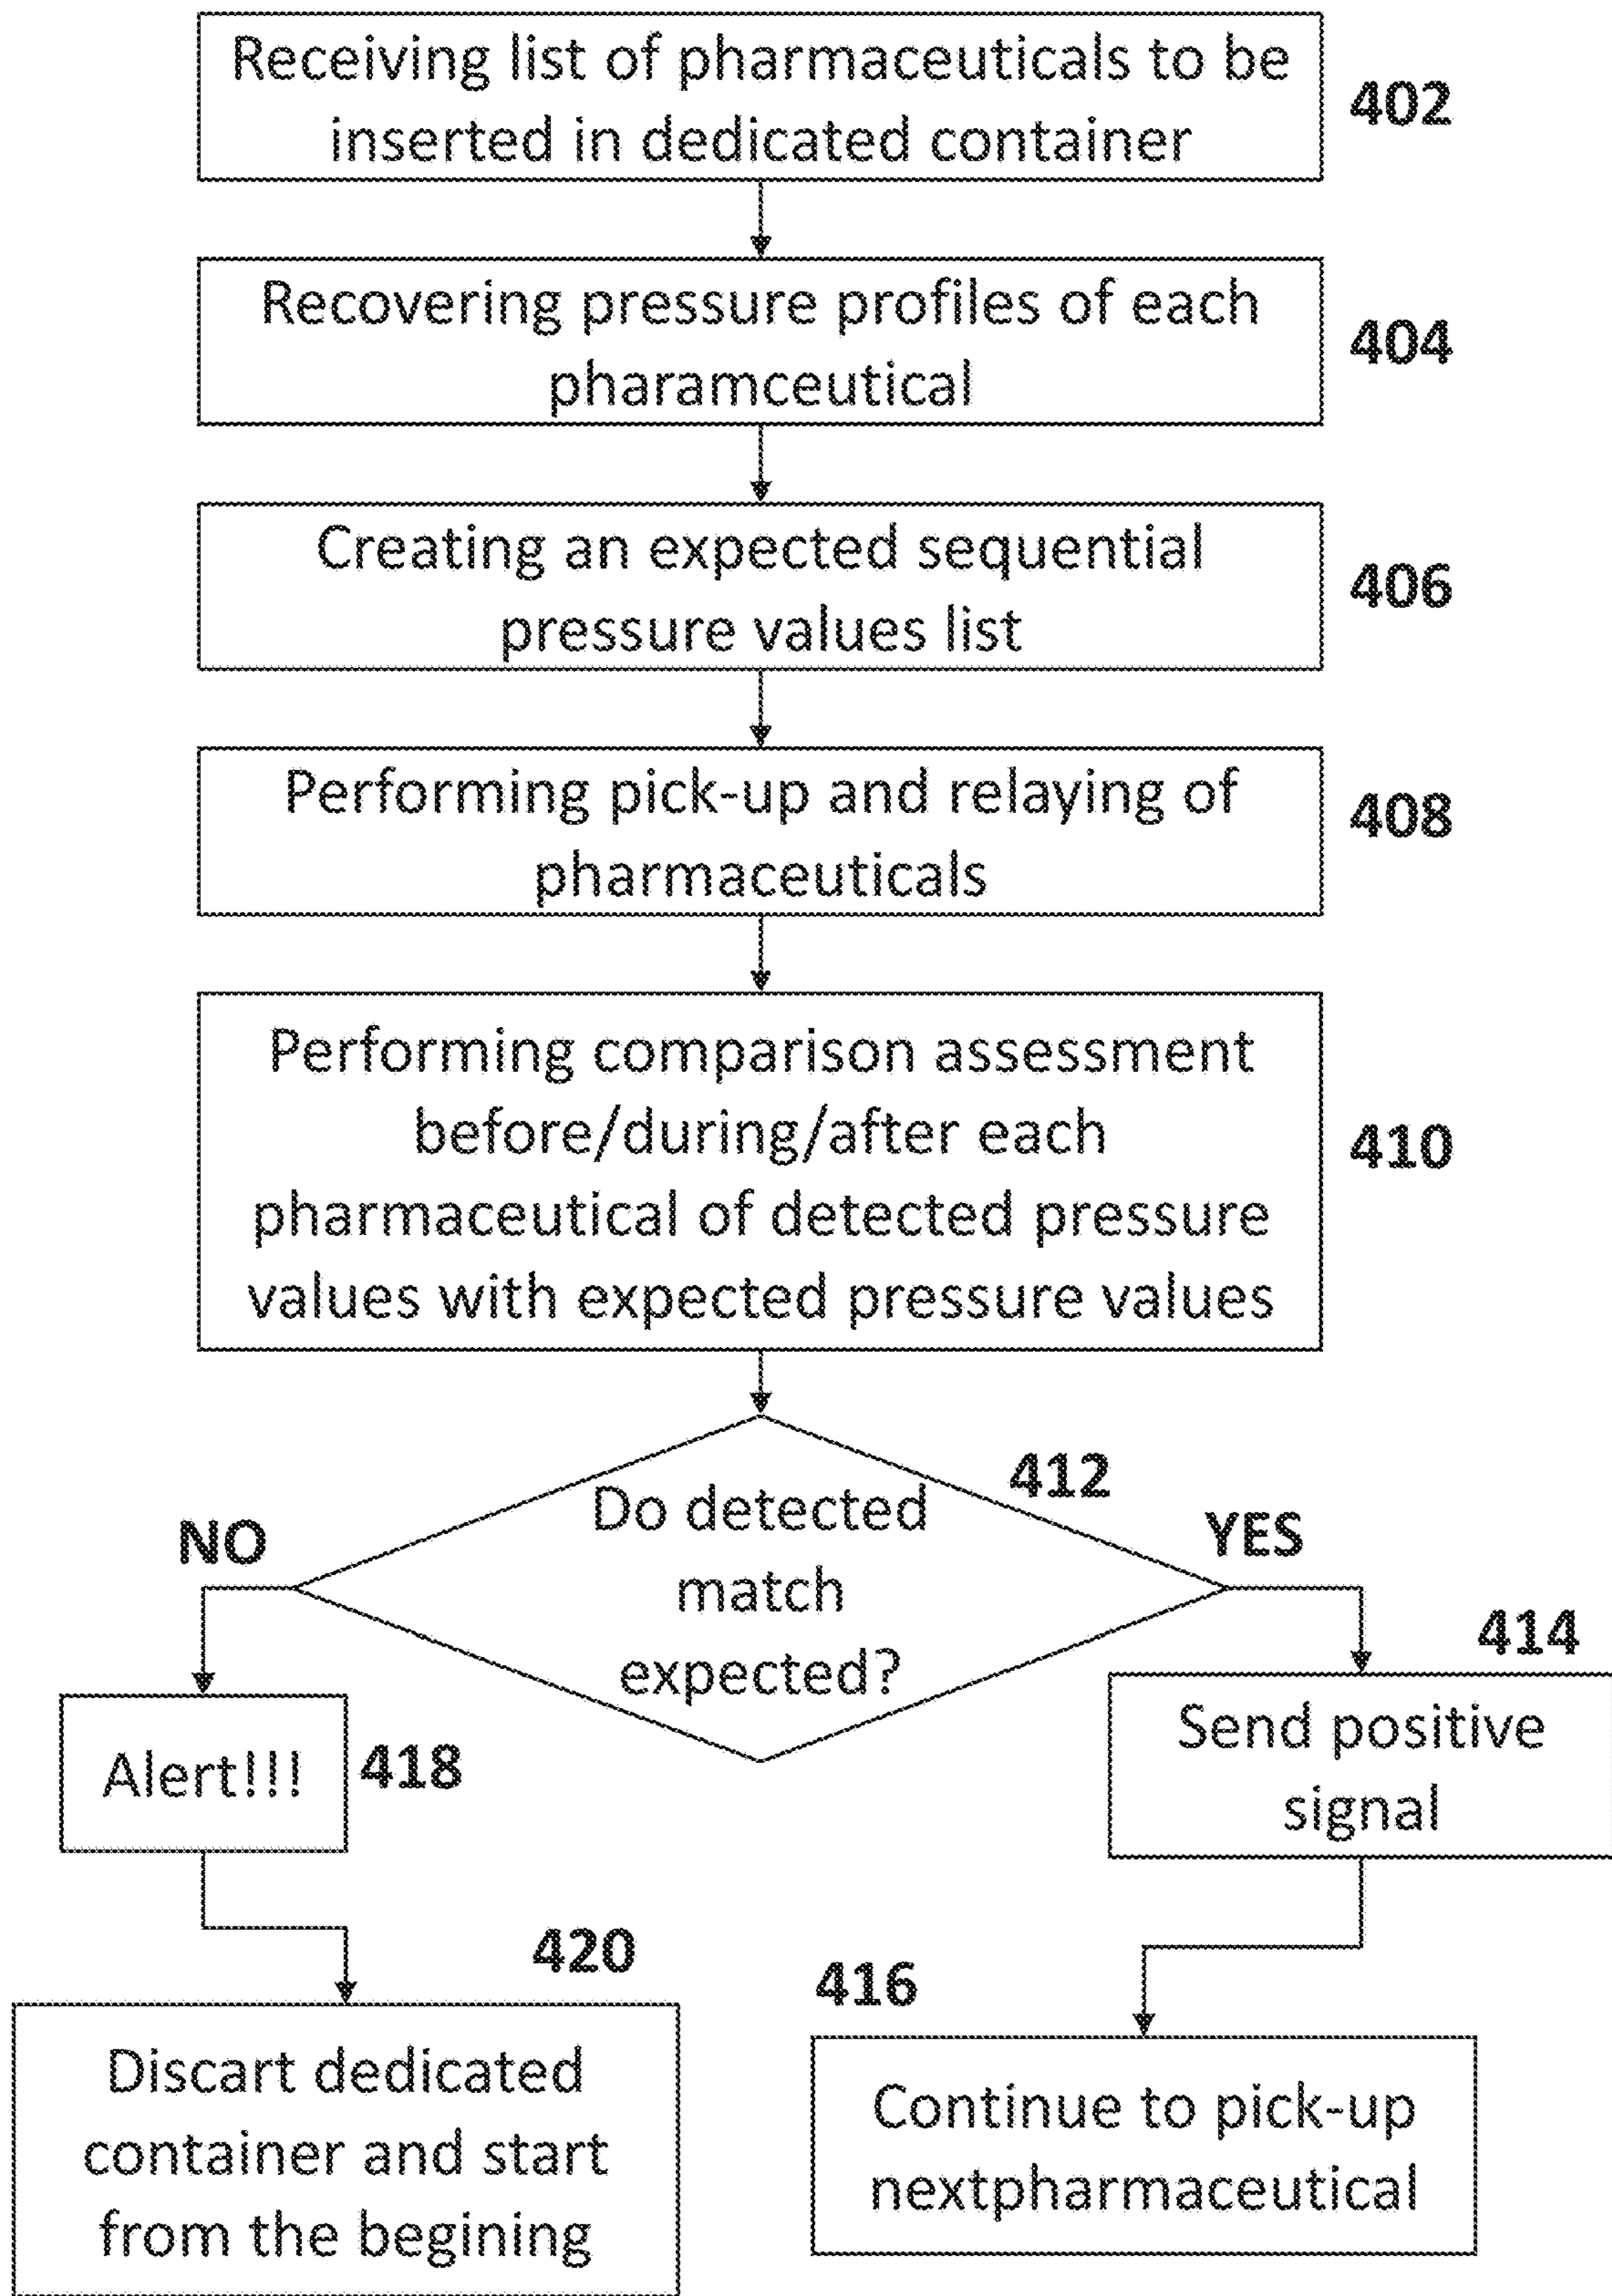 Receiving list of pharmaceuticals to be
inserted in dedicated container
402
Recovering pressure profiles of each
pharamceutical
404
Creating an expected sequential
pressure values list
406
Performing pick-up and relaying of
pharmaceuticals
408
Performing comparison assessment
before/during/after each
pharmaceutical of detected pressure
values with expected pressure values
410
412
Do detected
match
expected?
NO
YES
414
Send positive
signal
Alert!!!
418
420
Discart dedicated
container and start
from the begining
416
Continue to pick-up
nextpharmaceutical